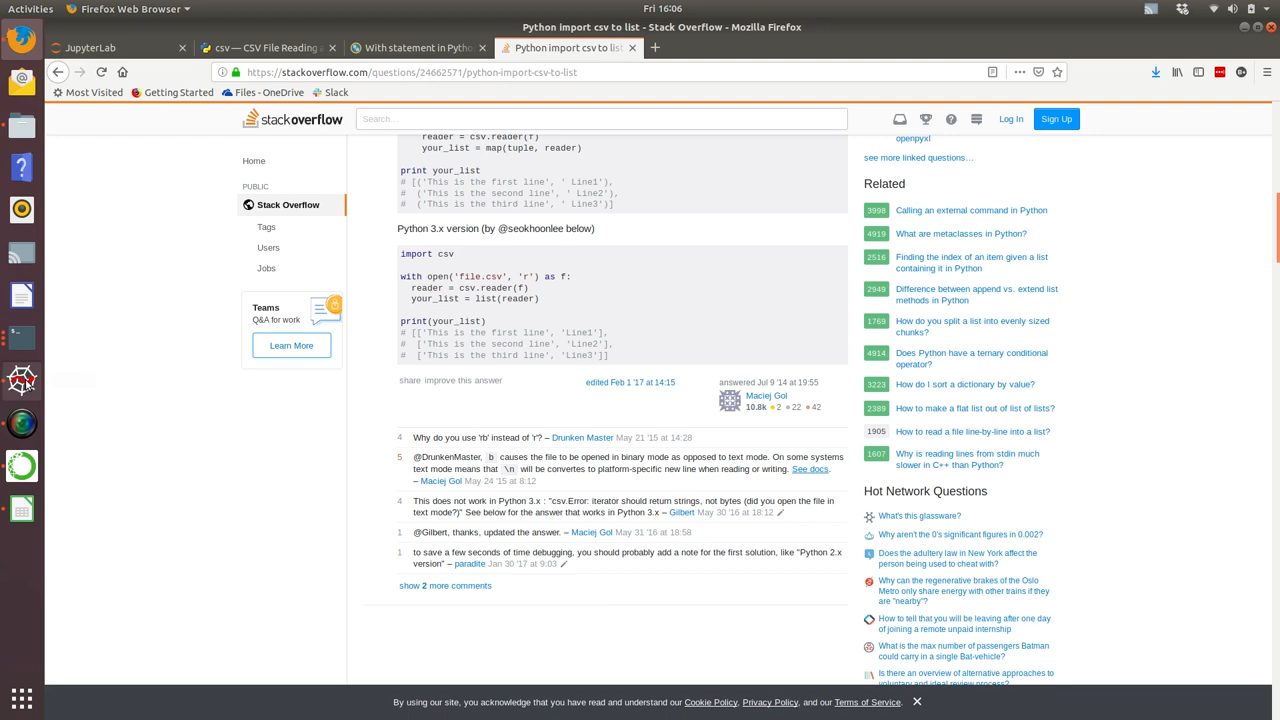 Activities
Firefox Web Browser
Fri 16:06
Python import csv to list - Stack Overflow - Mozilla Firefox
JupyterLab
csv — CSV File Reading a
With statement in Pytho
Python import csv to list
https://stackoverflow.com/questions/24662571/python-import-csv-to-list
Most Visited
Getting Started
Files - OneDrive
Slack
stackoverflow
Search…
Log In
Sign Up
Home
PUBLIC
Stack Overflow
Tags
Users
Jobs
Teams
Q&A for work
Learn More
reader = csv.reader(f)
your_list = map(tuple, reader)
print your_list
# [('This is the first line', ' Line1'),
#  ('This is the second line', ' Line2'),
#  ('This is the third line', ' Line3')]
Python 3.x version (by @seokhoonlee below)
import csv
with open('file.csv', 'r') as f:
reader = csv.reader(f)
your_list = list(reader)
print(your_list)
# [['This is the first line', 'Line1'],
#  ['This is the second line', 'Line2'],
#  ['This is the third line', 'Line3']]
share improve this answer
edited Feb 1 '17 at 14:15
answered Jul 9 '14 at 19:55
Maciej Gol
10.8k 2 22 42
4 Why do you use 'rb' instead of 'r'? – Drunken Master May 21 '15 at 14:28
5 @DrunkenMaster, b causes the file to be opened in binary mode as opposed to text mode. On some systems
text mode means that \n will be converted to platform-specific new line when reading or writing. See docs.
– Maciej Gol May 24 '15 at 8:12
4 This does not work in Python 3.x : "csv.Error: iterator should return strings, not bytes (did you open the file in
text mode?)" See below for the answer that works in Python 3.x – Gilbert May 30 '16 at 18:12
1 @Gilbert, thanks, updated the answer. – Maciej Gol May 31 '16 at 18:58
1 to save a few seconds of time debugging, you should probably add a note for the first solution, like "Python 2.x
version" – paradite Jan 30 '17 at 9:03
show 2 more comments
openpyxl
see more linked questions…
Related
3998 Calling an external command in Python
4919 What are metaclasses in Python?
2516 Finding the index of an item given a list
containing it in Python
2949 Difference between append vs. extend list
methods in Python
1769 How do you split a list into evenly sized
chunks?
4914 Does Python have a ternary conditional
operator?
3223 How do I sort a dictionary by value?
2389 How to make a flat list out of list of lists?
1905 How to read a file line-by-line into a list?
1607 Why is reading lines from stdin much
slower in C++ than Python?
Hot Network Questions
What's this glassware?
Why aren't the 0's significant figures in 0.002?
Does the adultery law in New York affect the
person being used to cheat with?
Why can the regenerative brakes of the Oslo
Metro only share energy with other trains if they
are "nearby"?
How to tell that you will be leaving after one day
of joining a remote unpaid internship
What is the max number of passengers Batman
could carry in a single Bat-vehicle?
Is there an overview of alternative approaches to
voluntary and ideal review process?
By using our site, you acknowledge that you have read and understand our Cookie Policy, Privacy Policy, and our Terms of Service.